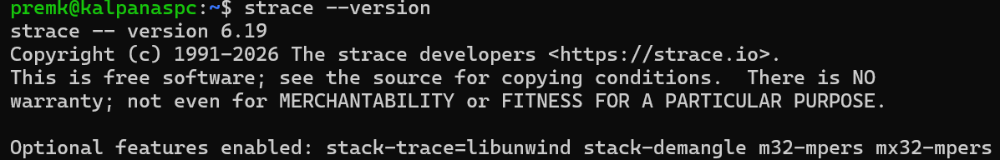 premk@kalpanaspc:~$ strace --version
strace -- version 6.19
Copyright (c) 1991-2026 The strace developers <https://strace.io>.
This is free software; see the source for copying conditions.  There is NO
warranty; not even for MERCHANTABILITY or FITNESS FOR A PARTICULAR PURPOSE.

Optional features enabled: stack-trace=libunwind stack-demangle m32-mpers mx32-mpers